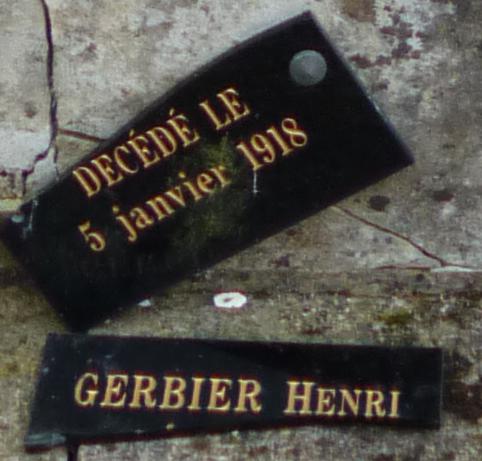 DECÉDÉ LE
5 janvier 1918
GERBIER HENRI